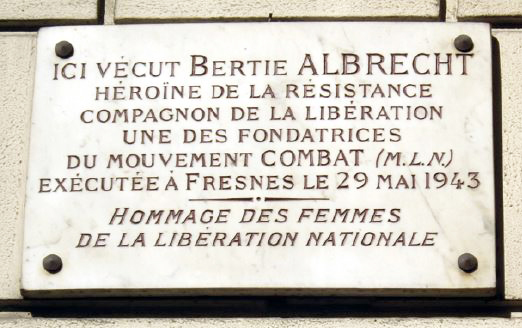 ICI VÉCUT BERTIE ALBRECHT
HÉROÏNE DE LA RÉSISTANCE
COMPAGNON DE LA LIBÉRATION
UNE DES FONDATRICES
DU MOUVEMENT COMBAT (M.L.N.)
EXÉCUTÉE À FRESNES LE 29 MAI 1943
HOMMAGE DES FEMMES
DE LA LIBÉRATION NATIONALE